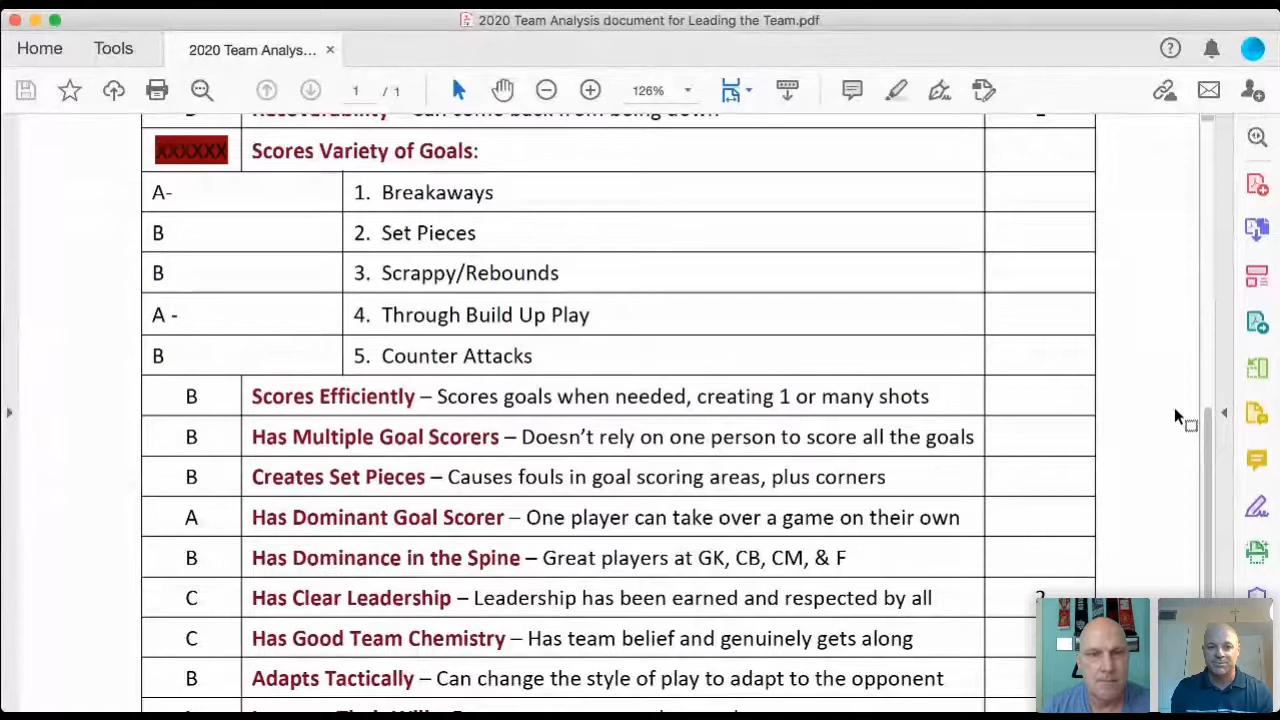 2020 Team Analysis document for Leading the Team.pdf
Home Tools 2020 Team Analys... ×
1 / 1 126%
Recoverability – Can come back from being down
XXXXXX Scores Variety of Goals:
A- 1. Breakaways
B 2. Set Pieces
B 3. Scrappy/Rebounds
A - 4. Through Build Up Play
B 5. Counter Attacks
B Scores Efficiently – Scores goals when needed, creating 1 or many shots
B Has Multiple Goal Scorers – Doesn't rely on one person to score all the goals
B Creates Set Pieces – Causes fouls in goal scoring areas, plus corners
A Has Dominant Goal Scorer – One player can take over a game on their own
B Has Dominance in the Spine – Great players at GK, CB, CM, & F
C Has Clear Leadership – Leadership has been earned and respected by all
C Has Good Team Chemistry – Has team belief and genuinely gets along
B Adapts Tactically – Can change the style of play to adapt to the opponent